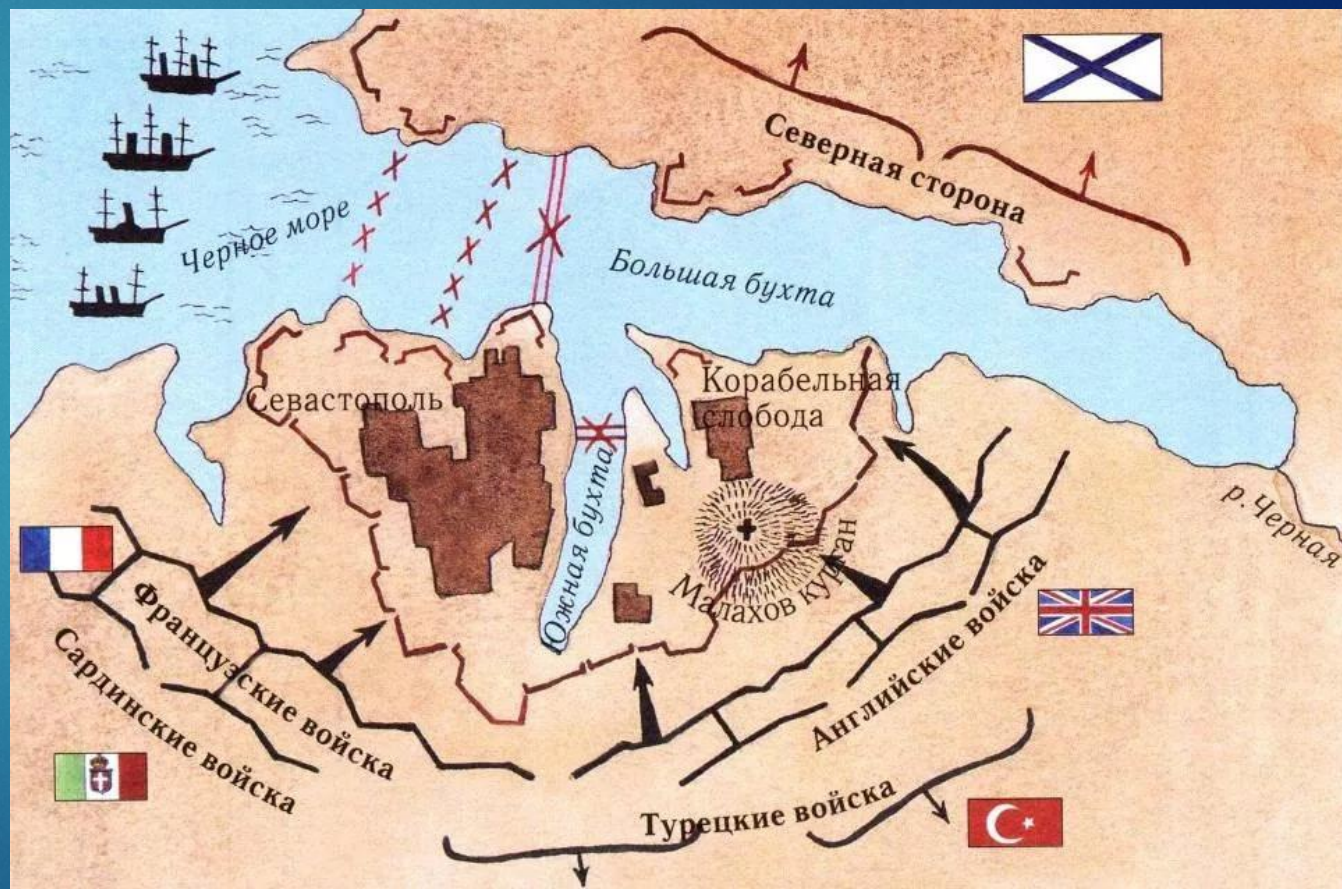 Северная сторона
Черное море
Большая бухта
Севастополь
Корабельная
слобода
Южная бухта
Малахов курган
р. Черная
Французские войска
Сардинские войска
Английские войска
Турецкие войска